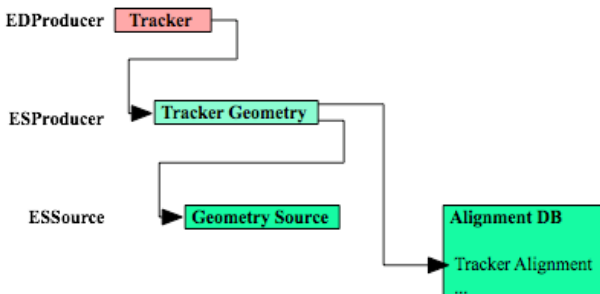 EDProducer Tracker
ESProducer Tracker Geometry
ESSource Geometry Source Alignment DB
Tracker Alignment
...